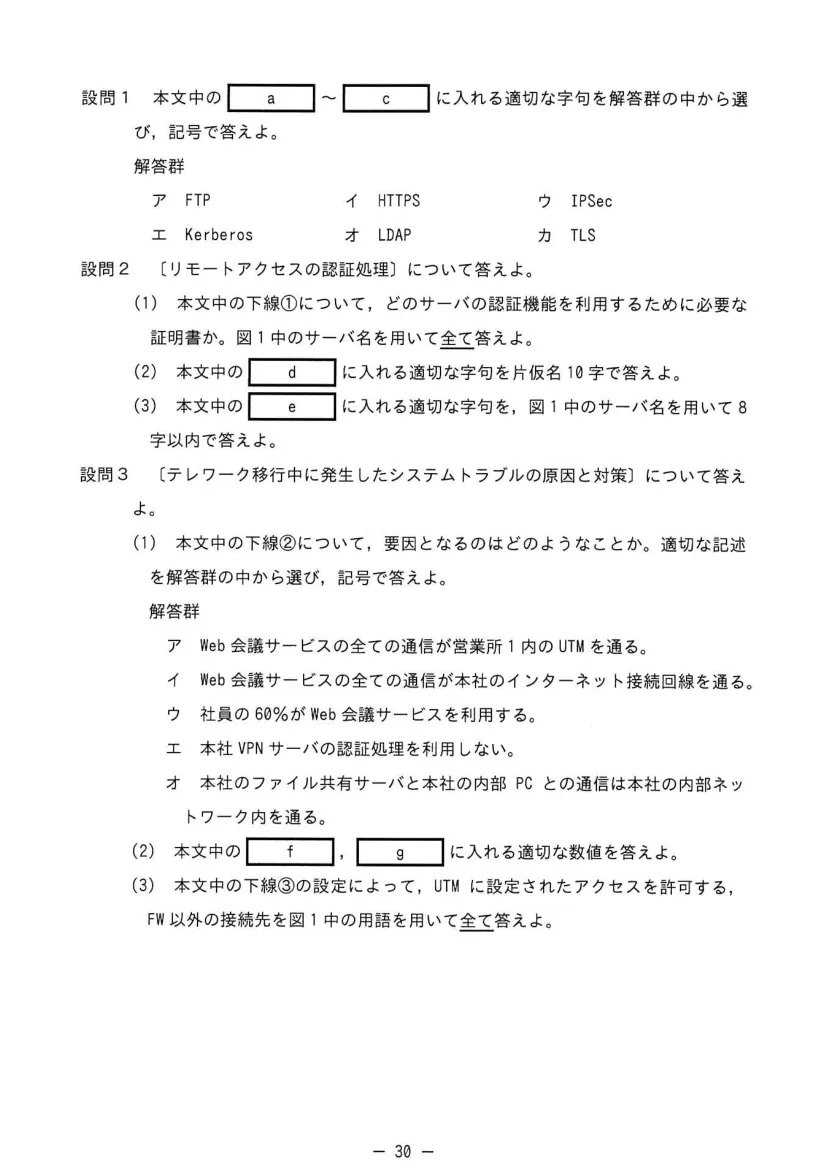 設問1 本文中の a ～ c に入れる適切な字句を解答群の中から選
び，記号で答えよ。
解答群
ア FTP イ HTTPS ウ IPSec
エ Kerberos オ LDAP カ TLS
設問2 〔リモートアクセスの認証処理〕について答えよ。
(1) 本文中の下線①について，どのサーバの認証機能を利用するために必要な
証明書か。図1中のサーバ名を用いて全て答えよ。
(2) 本文中の d に入れる適切な字句を片仮名10字で答えよ。
(3) 本文中の e に入れる適切な字句を，図1中のサーバ名を用いて8
字以内で答えよ。
設問3 〔テレワーク移行中に発生したシステムトラブルの原因と対策〕について答え
よ。
(1) 本文中の下線②について，要因となるのはどのようなことか。適切な記述
を解答群の中から選び，記号で答えよ。
解答群
ア Web会議サービスの全ての通信が営業所1内のUTMを通る。
イ Web会議サービスの全ての通信が本社のインターネット接続回線を通る。
ウ 社員の60％がWeb会議サービスを利用する。
エ 本社VPNサーバの認証処理を利用しない。
オ 本社のファイル共有サーバと本社の内部PCとの通信は本社の内部ネッ
トワーク内を通る。
(2) 本文中の f ， g に入れる適切な数値を答えよ。
(3) 本文中の下線③の設定によって，UTMに設定されたアクセスを許可する，
FW以外の接続先を図1中の用語を用いて全て答えよ。
— 30 —